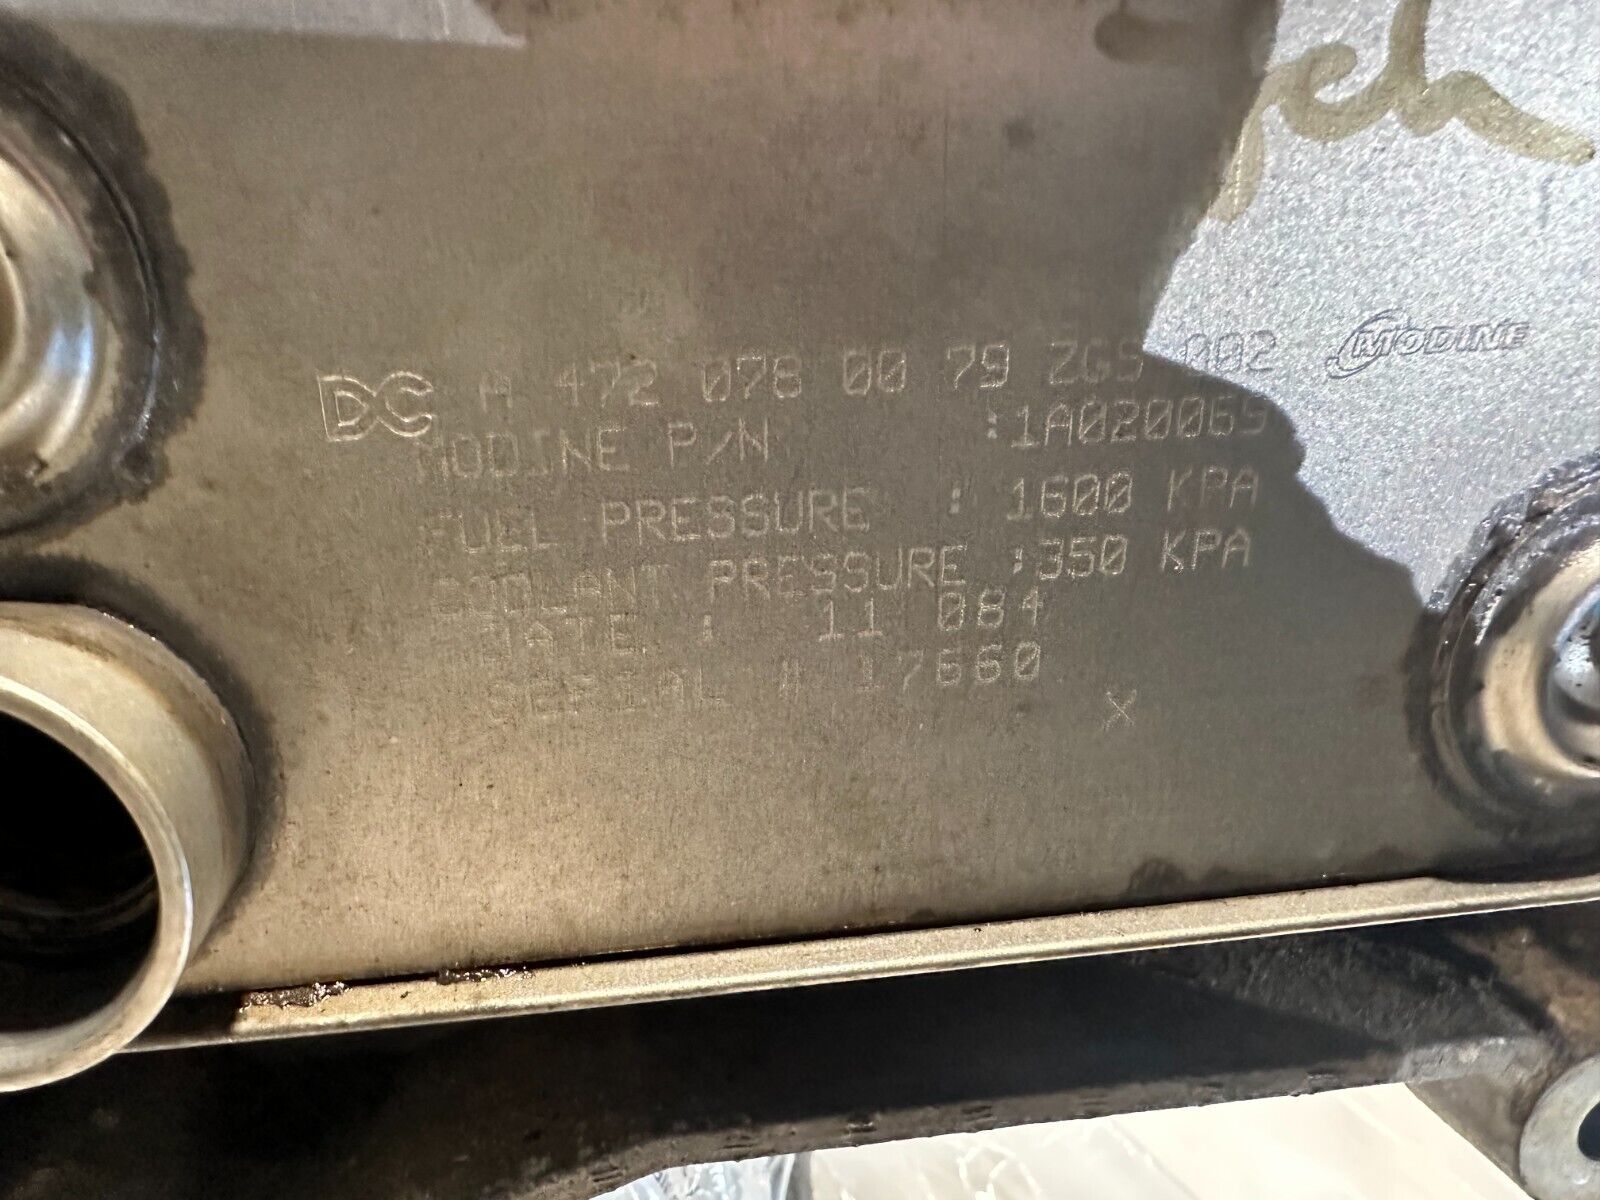 DC A 472 078 00 79 ZGS 002 MODINE
MODINE P/N :1A020065
FUEL PRESSURE : 1600 KPA
COOLANT PRESSURE :350 KPA
DATE : 11 084
SERIAL # 17660
X